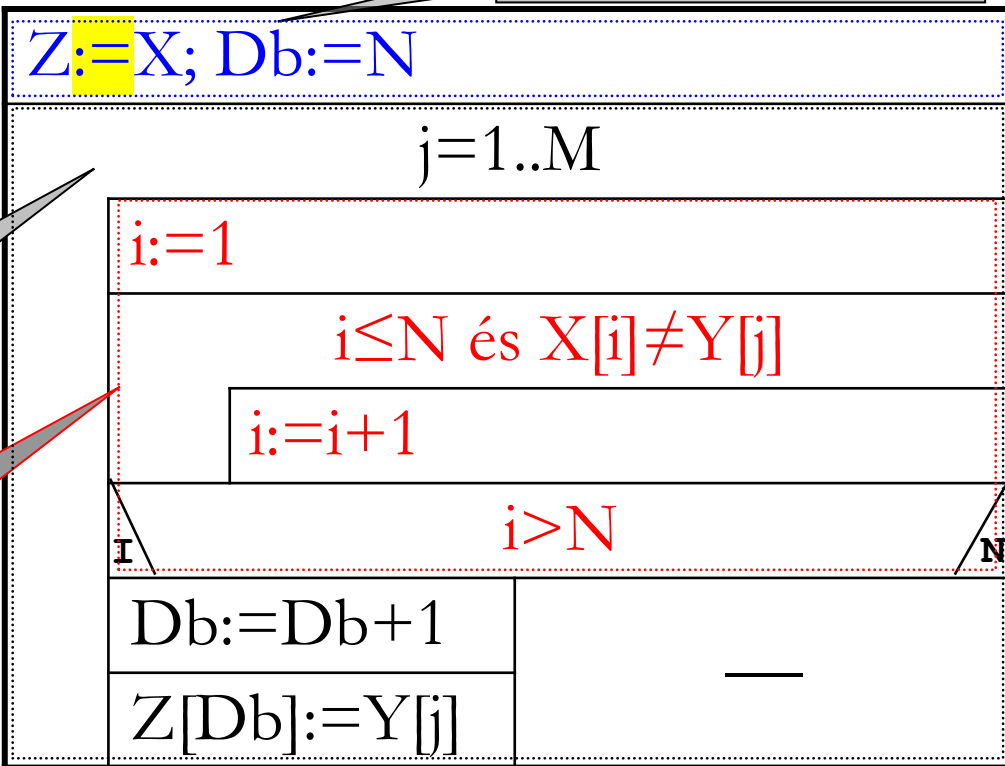 Z:=X; Db:=N
j=1..M
i:=1
i≤N és X[i]≠Y[j]
i:=i+1
I i>N N
Db:=Db+1
—
Z[Db]:=Y[j]